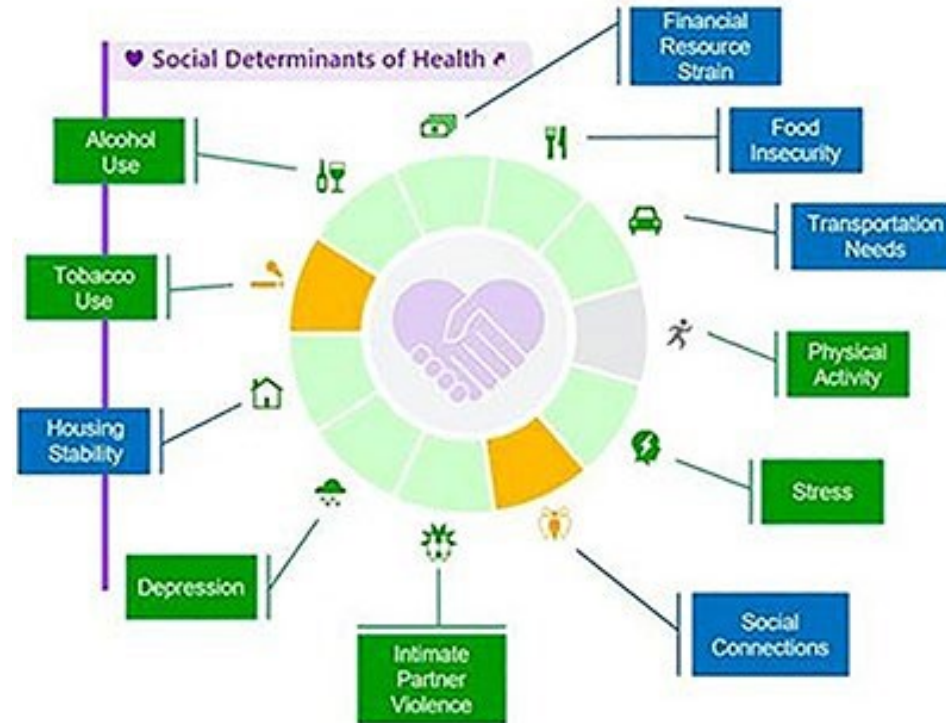 Social Determinants of Health
Financial
Resource
Strain
Food
Insecurity
Transportation
Needs
Physical
Activity
Stress
Social
Connections
Intimate
Partner
Violence
Depression
Housing
Stability
Tobacco
Use
Alcohol
Use